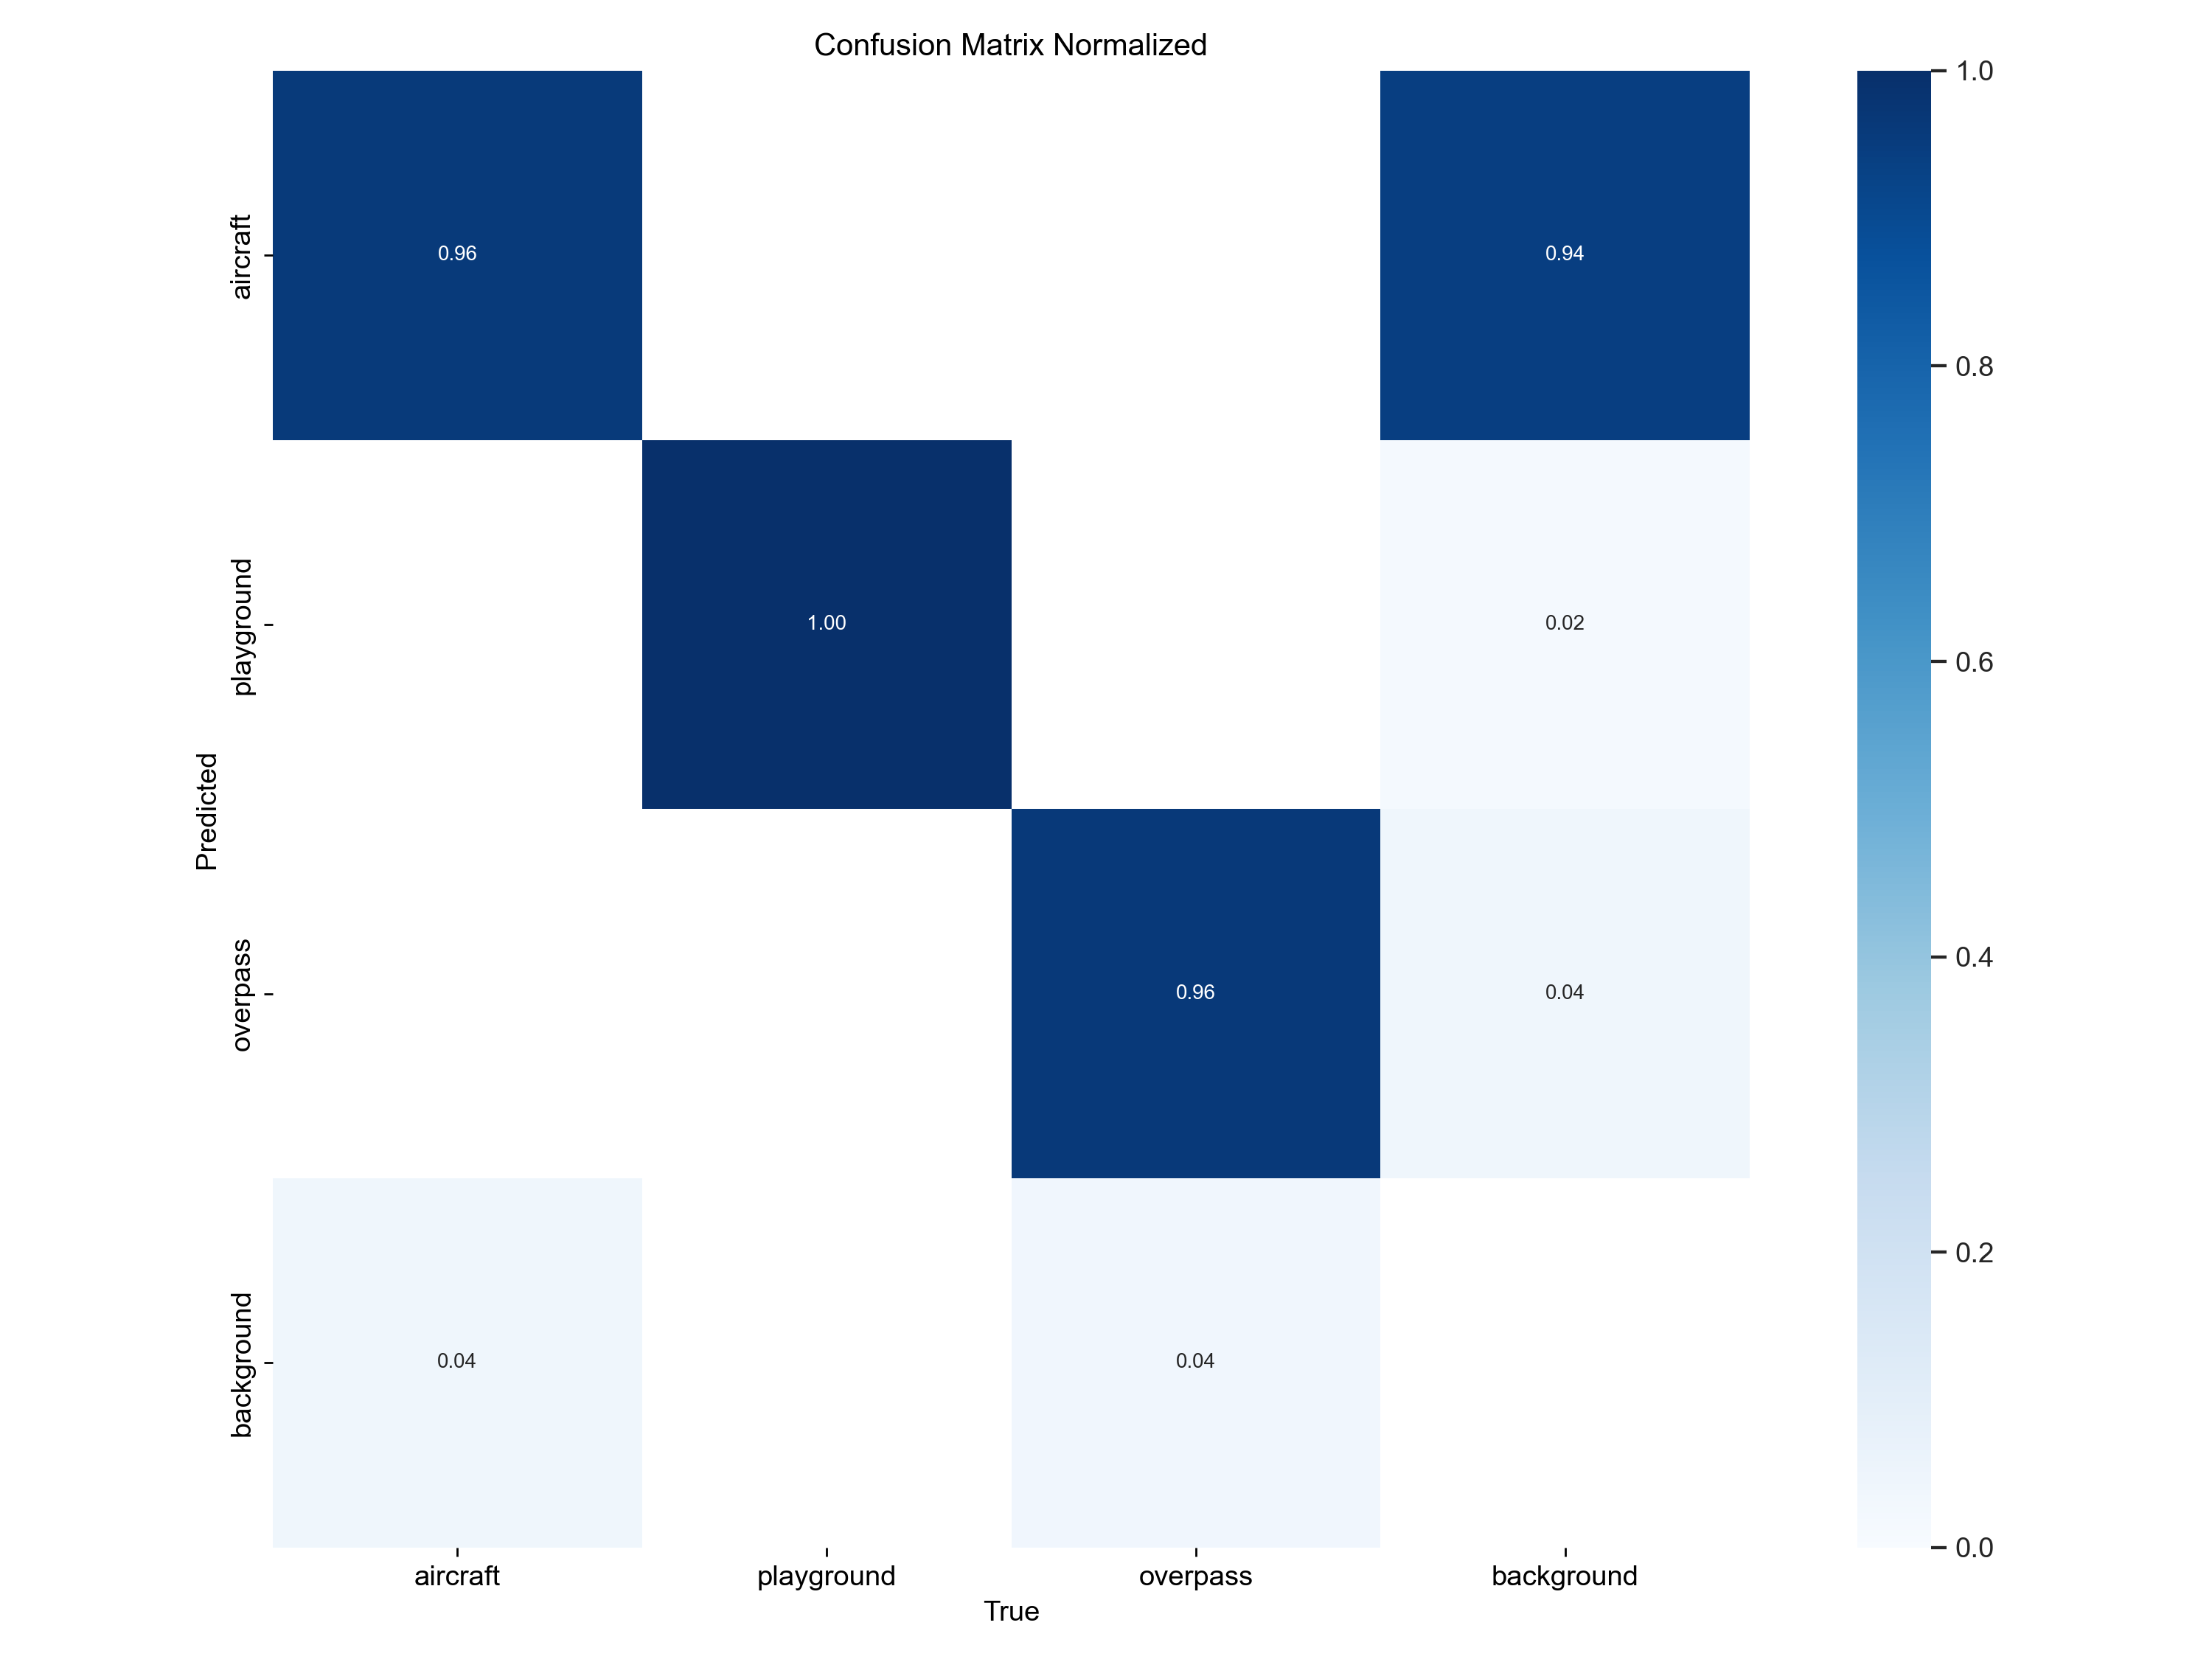 Confusion Matrix Normalized
1.0
aircraft
0.96
0.94
0.8
playground
1.00
0.02
0.6
Predicted
overpass
0.96
0.04
0.4
0.2
background
0.04
0.04
0.0
aircraft playground overpass background
True